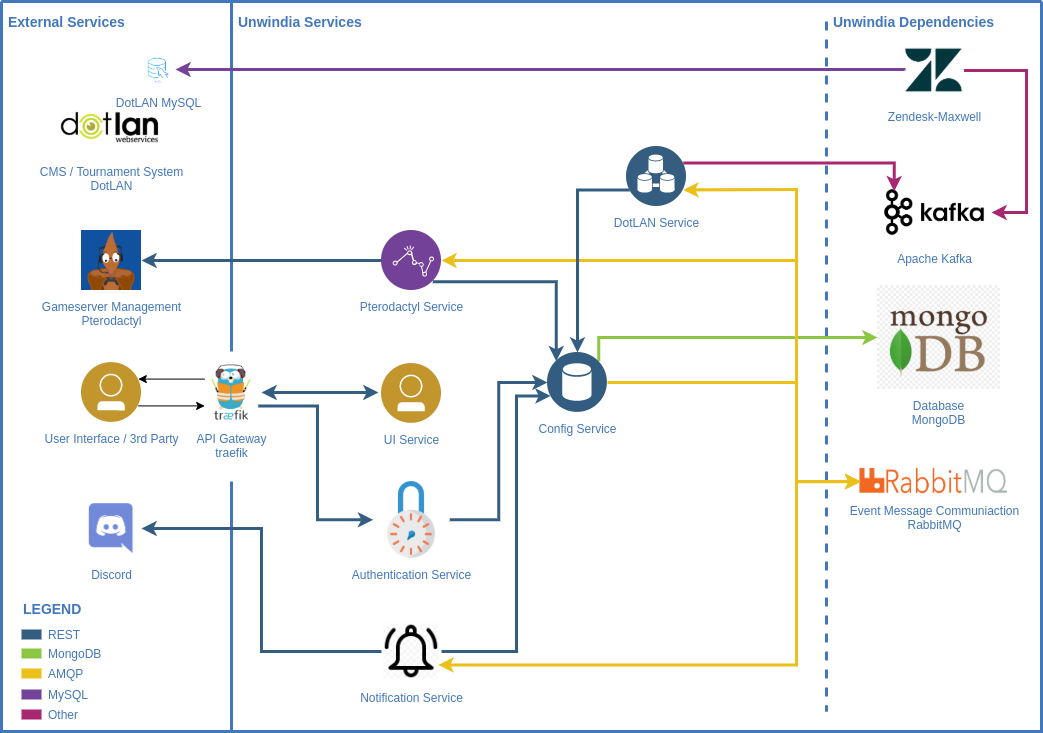 External Services
Unwindia Services
Unwindia Dependencies
DotLAN MySQL
dotlan
webservices
CMS / Tournament System
DotLAN
Zendesk-Maxwell
DotLAN Service
kafka
Apache Kafka
Gameserver Management
Pterodactyl
Pterodactyl Service
mongo
DB
Database
MongoDB
træfik
User Interface / 3rd Party
API Gateway
traefik
UI Service
Config Service
RabbitMQ
Event Message Communiaction
RabbitMQ
Discord
Authentication Service
Notification Service
LEGEND
REST
MongoDB
AMQP
MySQL
Other